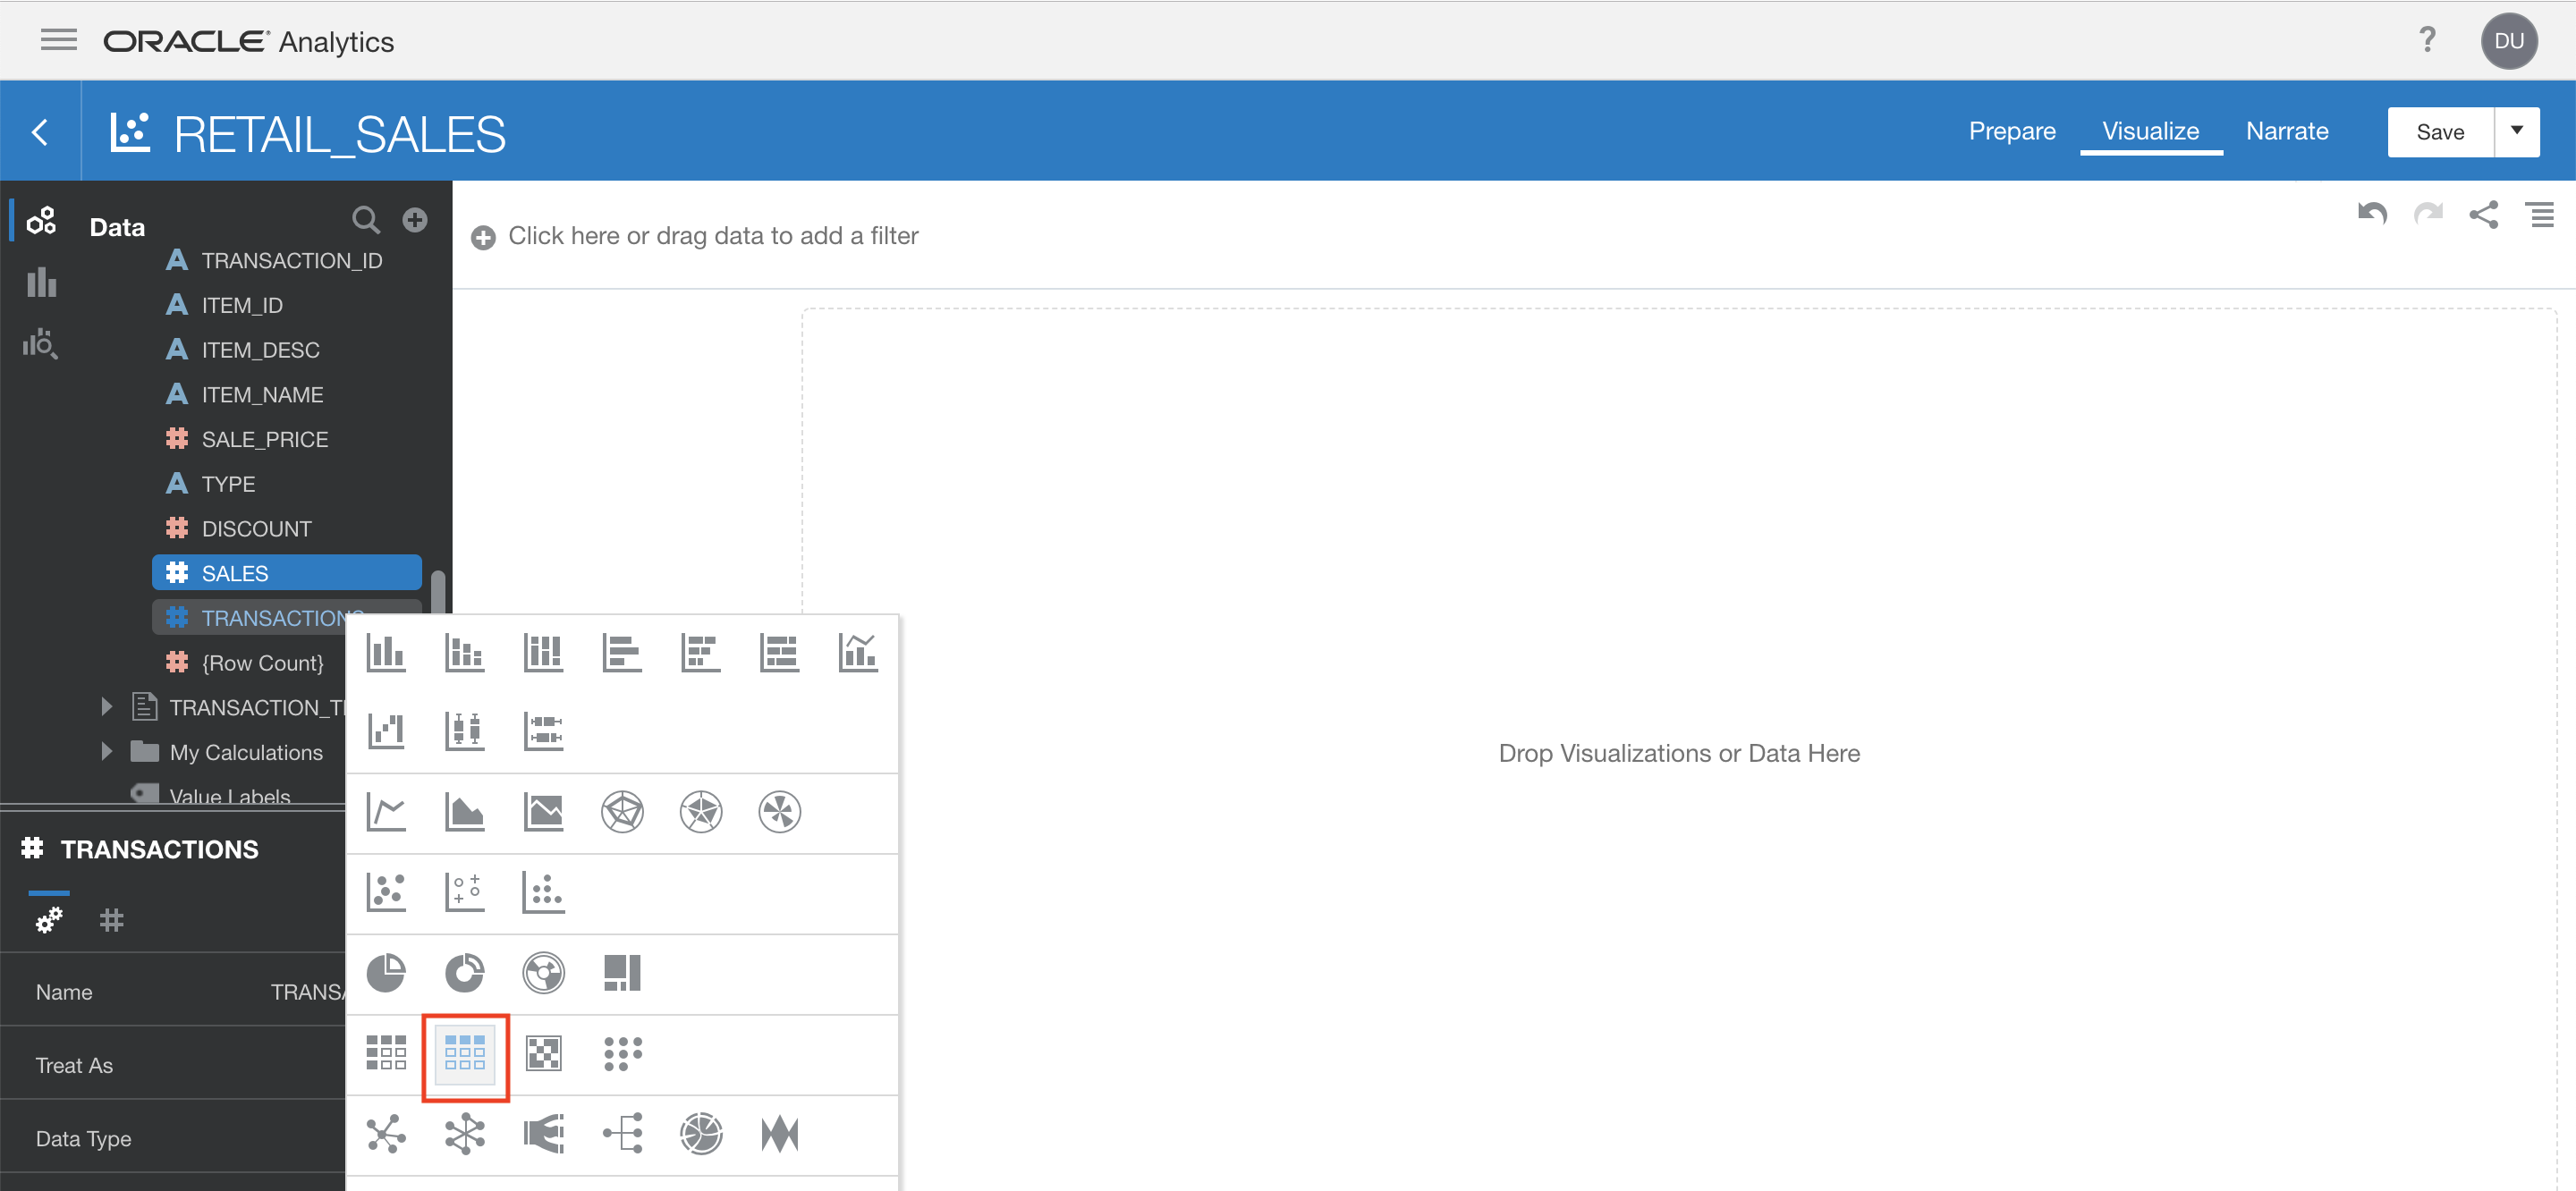 ORACLE® Analytics
?
DU
RETAIL_SALES
Prepare
Visualize
Narrate
Save
Data
Click here or drag data to add a filter
A TRANSACTION_ID
A ITEM_ID
A ITEM_DESC
A ITEM_NAME
# SALE_PRICE
A TYPE
# DISCOUNT
# SALES
# TRANSACTIONS
# {Row Count}
TRANSACTION_T
My Calculations
Value Labels
Drop Visualizations or Data Here
# TRANSACTIONS
#
Name TRANSA
Treat As
Data Type